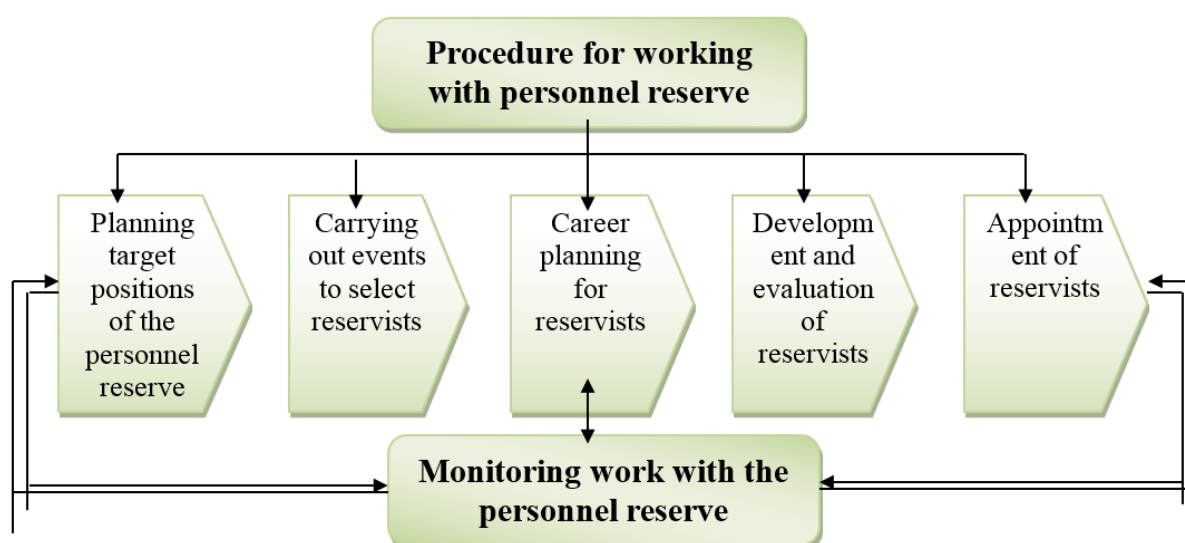 Procedure for working
with personnel reserve
Planning
target
positions
of the
personnel
reserve
Carrying
out events
to select
reservists
Career
planning
for
reservists
Developm
ent and
evaluation
of
reservists
Appointm
ent of
reservists
Monitoring work with the
personnel reserve